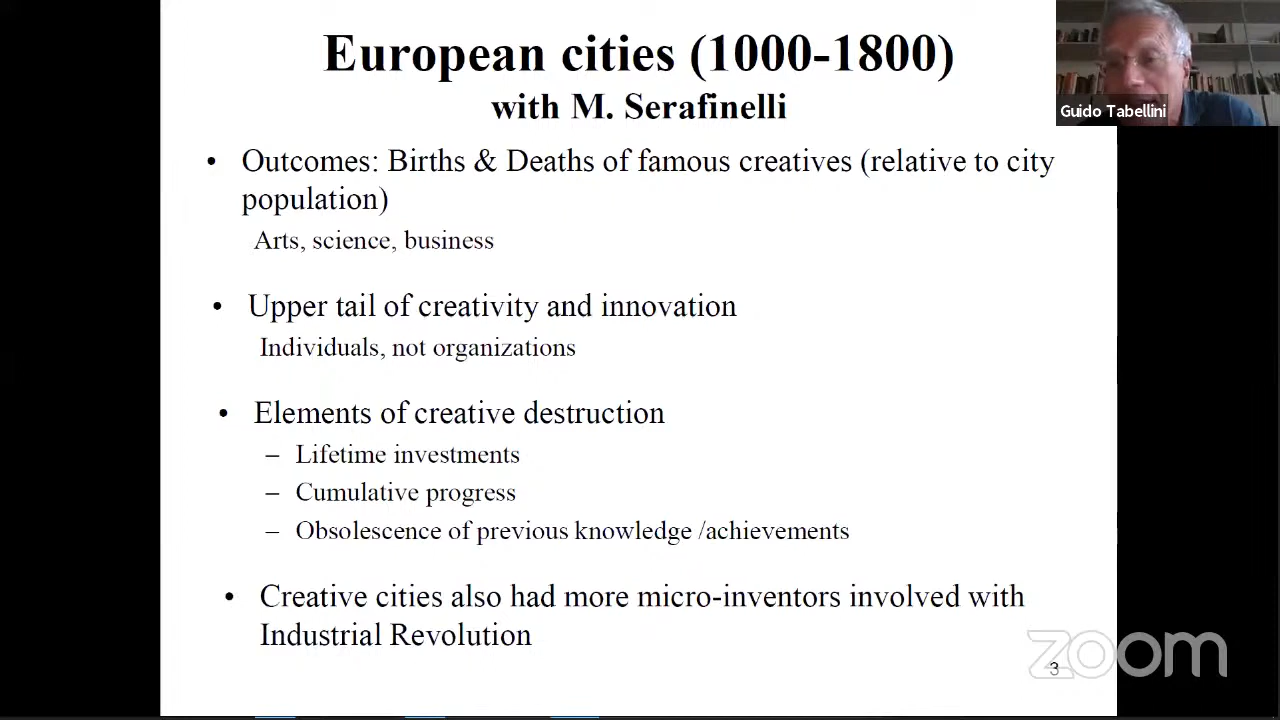 European cities (1000-1800)
with M. Serafinelli
Guido Tabellini
• Outcomes: Births & Deaths of famous creatives (relative to city
population)
Arts, science, business
• Upper tail of creativity and innovation
Individuals, not organizations
• Elements of creative destruction
– Lifetime investments
– Cumulative progress
– Obsolescence of previous knowledge /achievements
• Creative cities also had more micro-inventors involved with
Industrial Revolution
zoom
3